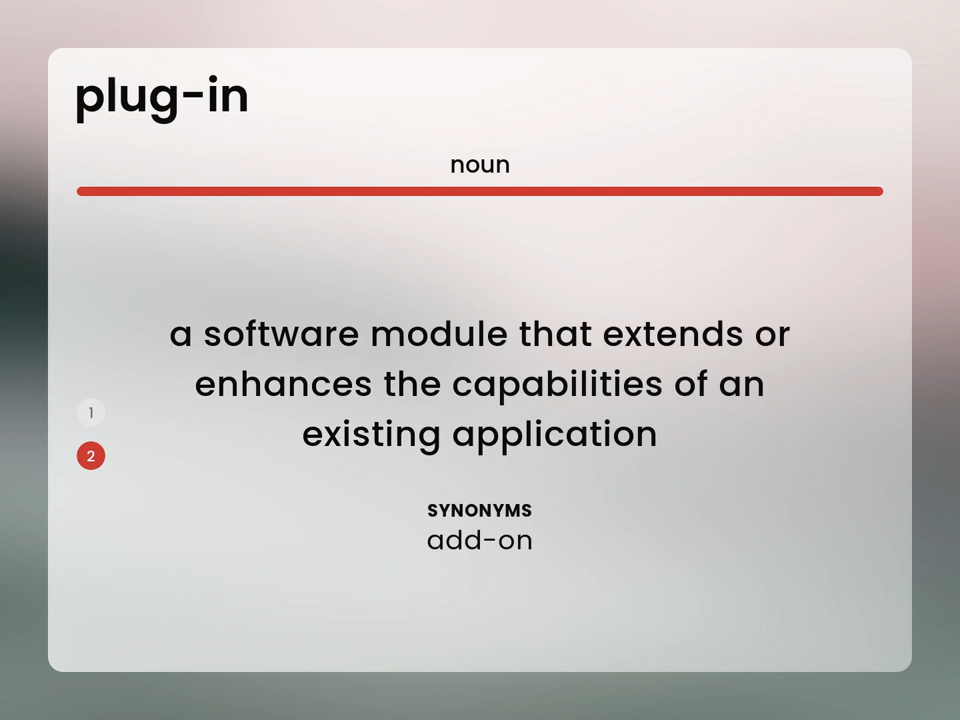 plug-in
noun
a software module that extends or
enhances the capabilities of an
existing application
1
2
SYNONYMS
add-on